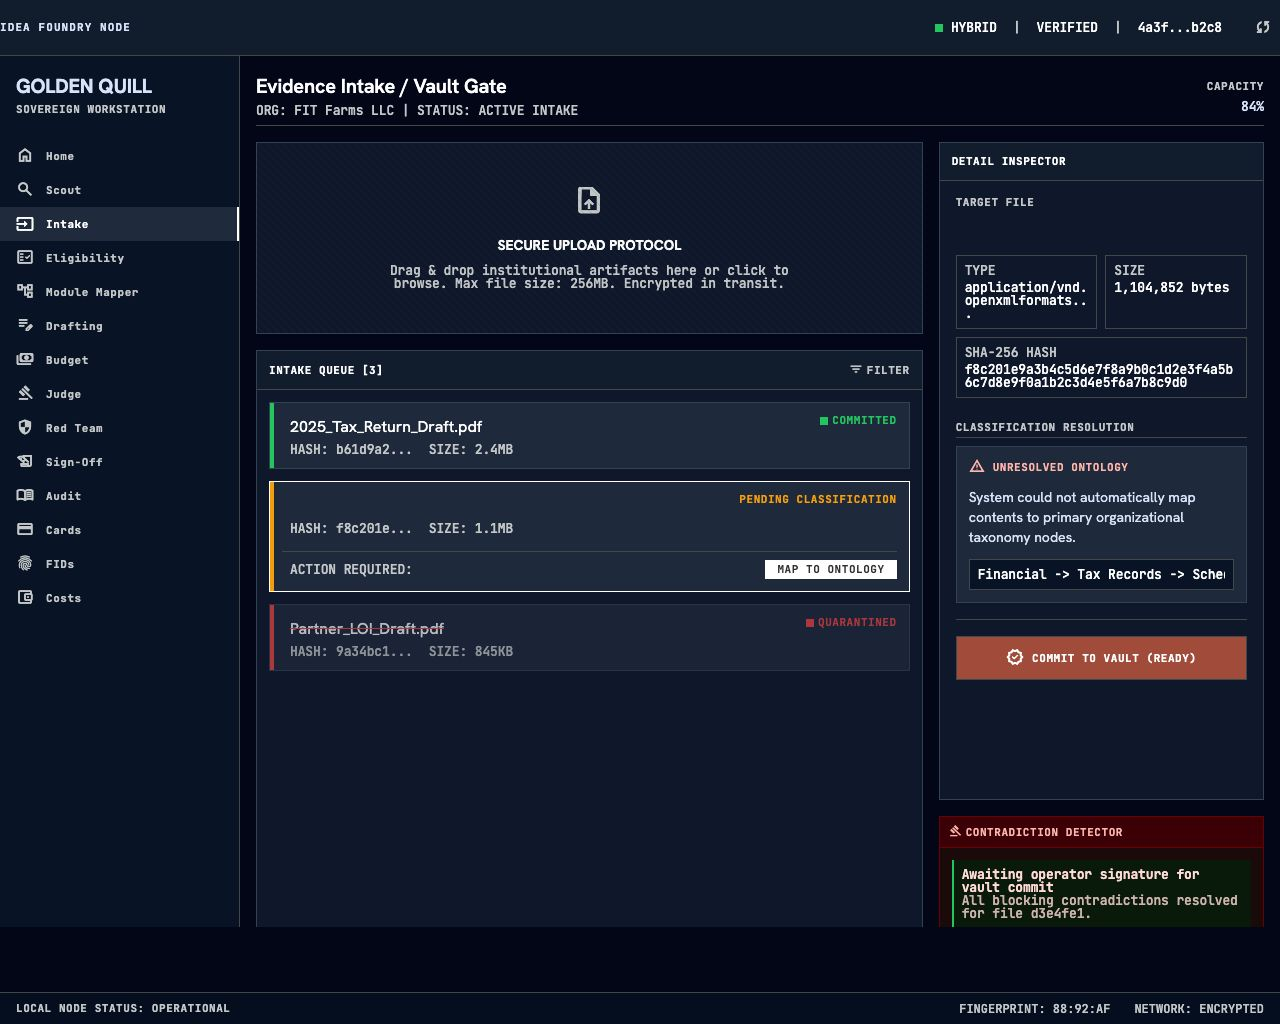 IDEA FOUNDRY NODE
HYBRID | VERIFIED | 4a3f...b2c8
GOLDEN QUILL
SOVEREIGN WORKSTATION
Home
Scout
Intake
Eligibility
Module Mapper
Drafting
Budget
Judge
Red Team
Sign-Off
Audit
Cards
FIDs
Costs
Evidence Intake / Vault Gate
ORG: FIT Farms LLC | STATUS: ACTIVE INTAKE
CAPACITY
84%
SECURE UPLOAD PROTOCOL
Drag & drop institutional artifacts here or click to
browse. Max file size: 256MB. Encrypted in transit.
INTAKE QUEUE [3]
FILTER
2025_Tax_Return_Draft.pdf
COMMITTED
HASH: b61d9a2... SIZE: 2.4MB
PENDING CLASSIFICATION
HASH: f8c201e... SIZE: 1.1MB
ACTION REQUIRED:
MAP TO ONTOLOGY
Partner_LOI_Draft.pdf
QUARANTINED
HASH: 9a34bc1... SIZE: 845KB
DETAIL INSPECTOR
TARGET FILE
TYPE
application/vnd.
openxmlformats..
.
SIZE
1,104,852 bytes
SHA-256 HASH
f8c201e9a3b4c5d6e7f8a9b0c1d2e3f4a5b
6c7d8e9f0a1b2c3d4e5f6a7b8c9d0
CLASSIFICATION RESOLUTION
UNRESOLVED ONTOLOGY
System could not automatically map
contents to primary organizational
taxonomy nodes.
Financial -> Tax Records -> Sche
COMMIT TO VAULT (READY)
CONTRADICTION DETECTOR
Awaiting operator signature for
vault commit
All blocking contradictions resolved
for file d3e4fe1.
LOCAL NODE STATUS: OPERATIONAL
FINGERPRINT: 88:92:AF
NETWORK: ENCRYPTED